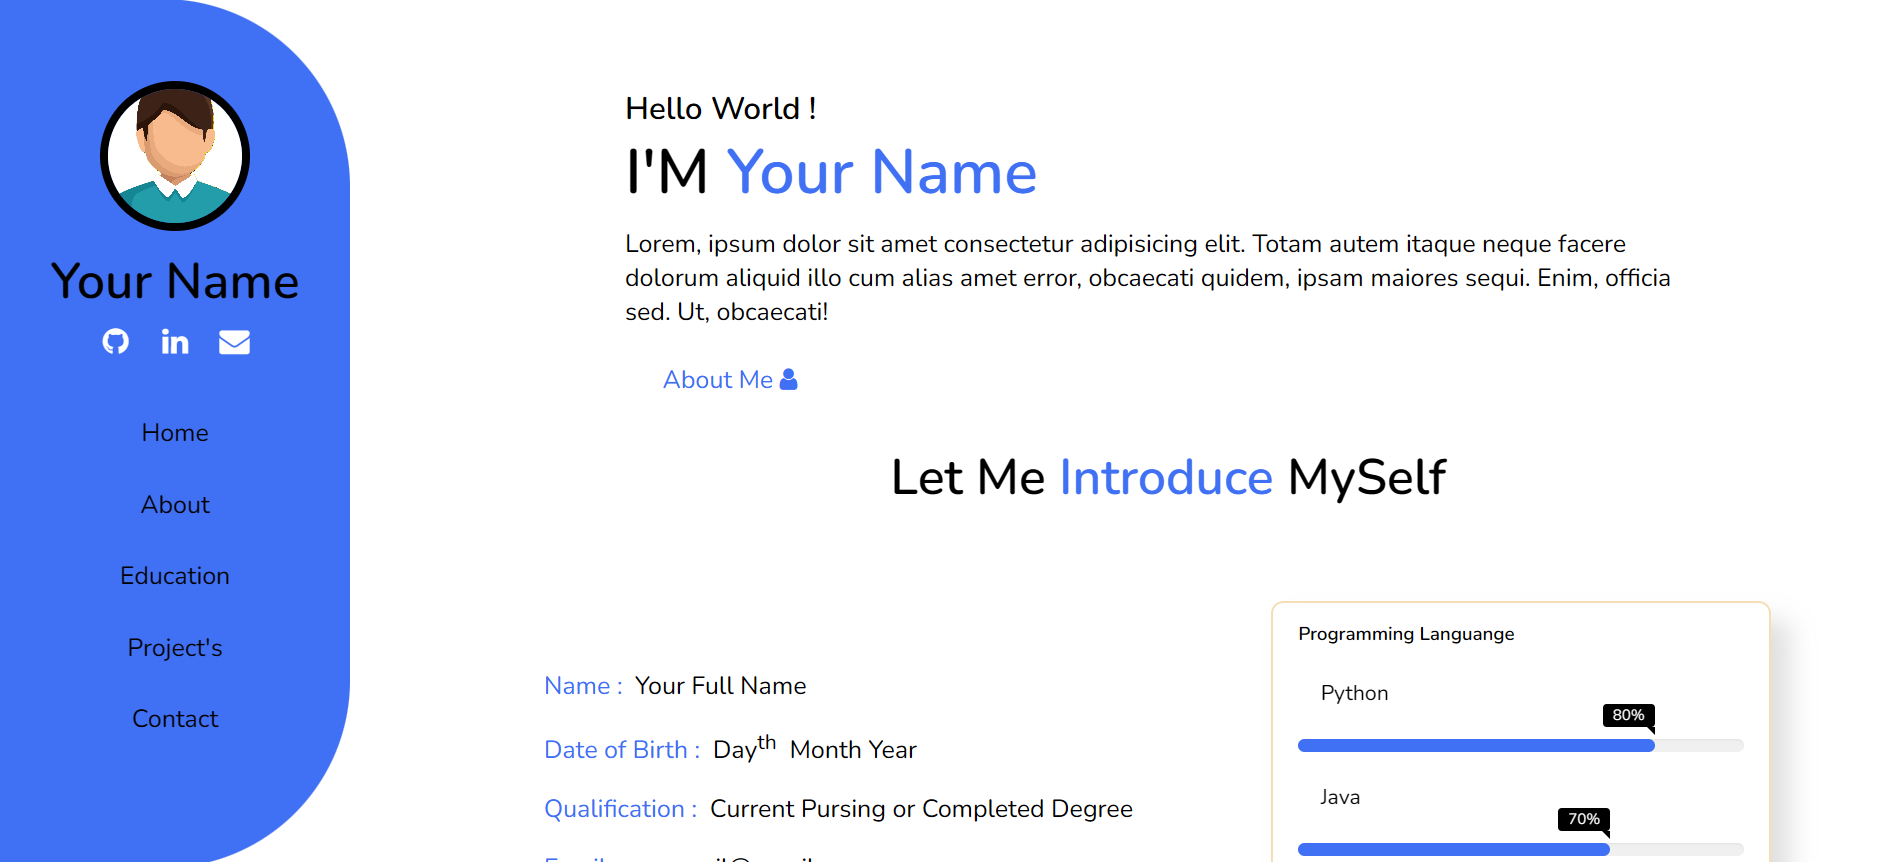 Your Name
Home
About
Education
Project's
Contact
Hello World !
I'M Your Name
Lorem, ipsum dolor sit amet consectetur adipisicing elit. Totam autem itaque neque facere
dolorum aliquid illo cum alias amet error, obcaecati quidem, ipsam maiores sequi. Enim, officia
sed. Ut, obcaecati!
About Me
Let Me Introduce MySelf
Name : Your Full Name
Date of Birth : Dayth Month Year
Qualification : Current Pursing or Completed Degree
Programming Languange
Python
80%
Java
70%